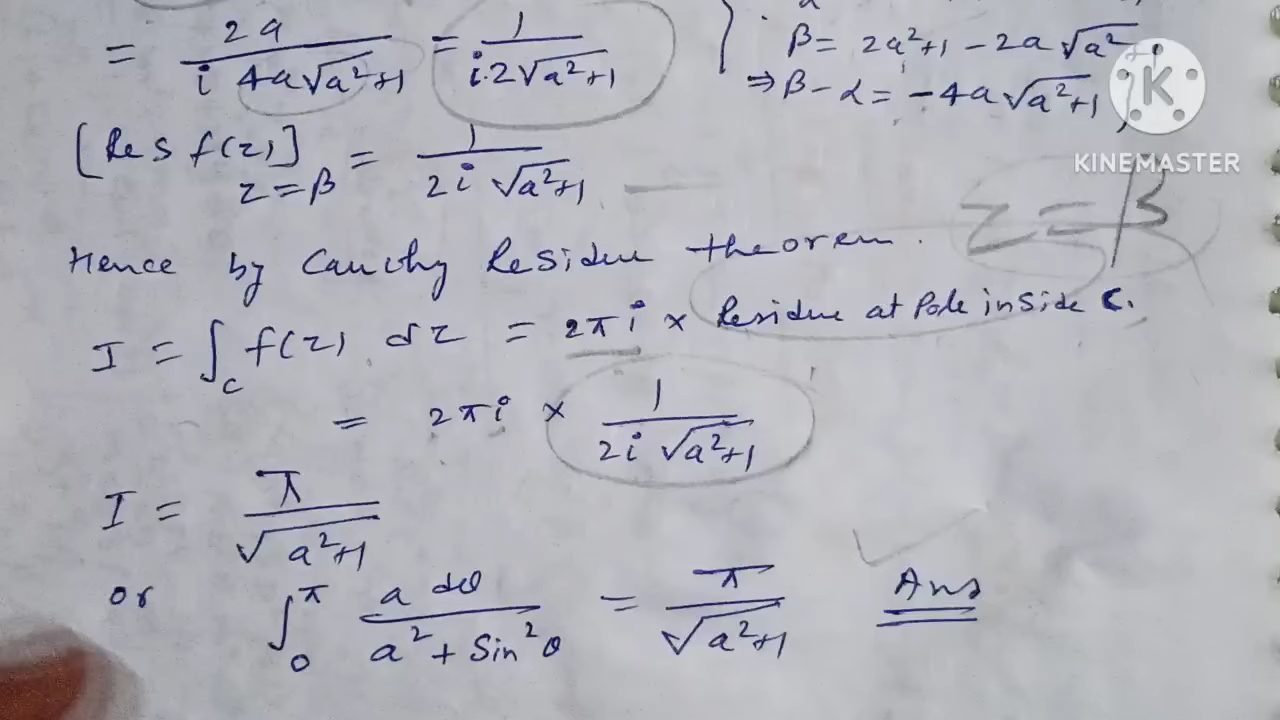 = 2a / i 4a√a²+1 = 1 / i.2√a²+1
β = 2a²+1 - 2a√a²+1
⇒ β - α = -4a√a²+1
KINEMASTER
[Res f(z)] z=β = 1 / 2i √a²+1
z = β
Hence by Cauchy Residue theorem.
I = ∫c f(z) dz = 2πi × Residue at Pole inside C.
= 2πi × 1 / 2i √a²+1
I = π / √a²+1
or ∫₀^π a dθ / a² + Sin²θ = π / √a²+1 Ans